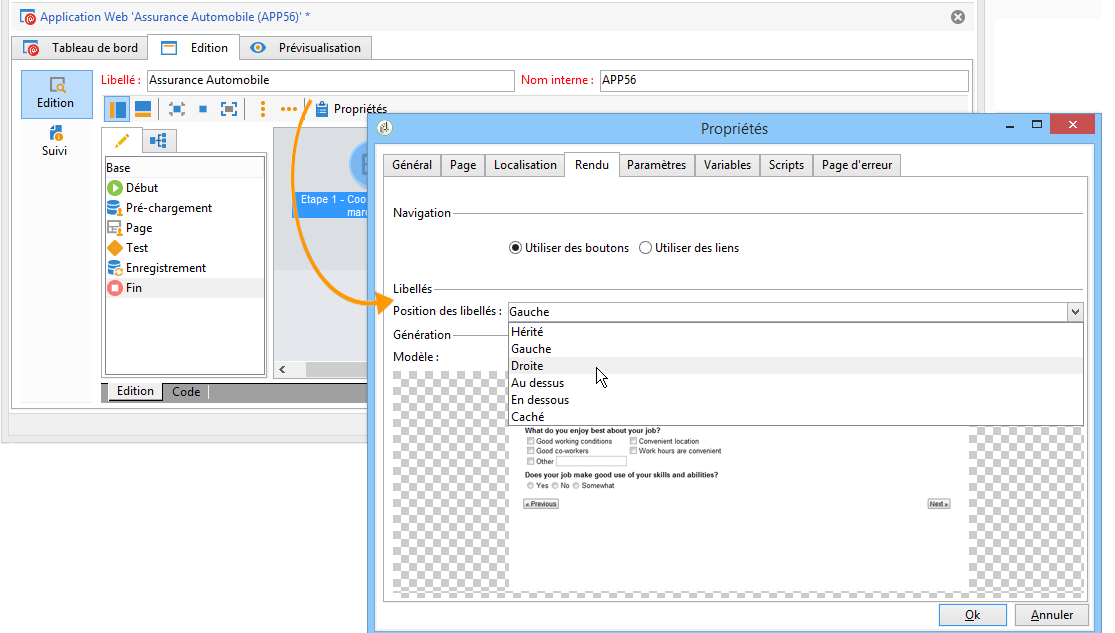 Application Web 'Assurance Automobile (APP56)' *
Tableau de bord
Edition
Prévisualisation
Edition
Suivi
Libellé :
Assurance Automobile
Nom interne :
APP56
Propriétés
Base
Début
Pré-chargement
Page
Test
Enregistrement
Fin
Etape 1 - Coo
marc
Edition
Code
Propriétés
Général
Page
Localisation
Rendu
Paramètres
Variables
Scripts
Page d'erreur
Navigation
Utiliser des boutons
Utiliser des liens
Libellés
Position des libellés :
Gauche
Hérité
Gauche
Droite
Au dessus
En dessous
Caché
Génération
Modèle :
What do you enjoy best about your job?
Good working conditions
Convenient location
Good co-workers
Work hours are convenient
Other
Does your job make good use of your skills and abilities?
Yes
No
Somewhat
« Previous
Next »
Ok
Annuler